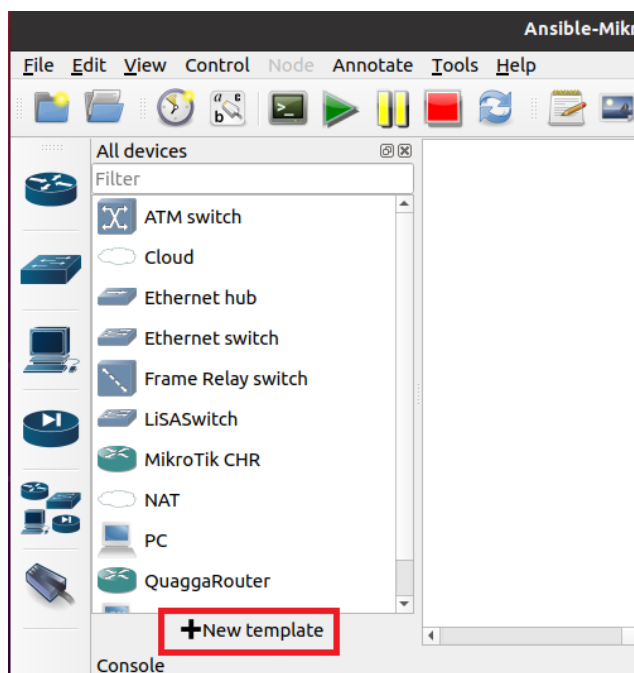 Ansible-Mikr
File Edit View Control Node Annotate Tools Help
All devices
Filter
ATM switch
Cloud
Ethernet hub
Ethernet switch
Frame Relay switch
LiSASwitch
MikroTik CHR
NAT
PC
QuaggaRouter
New template
Console